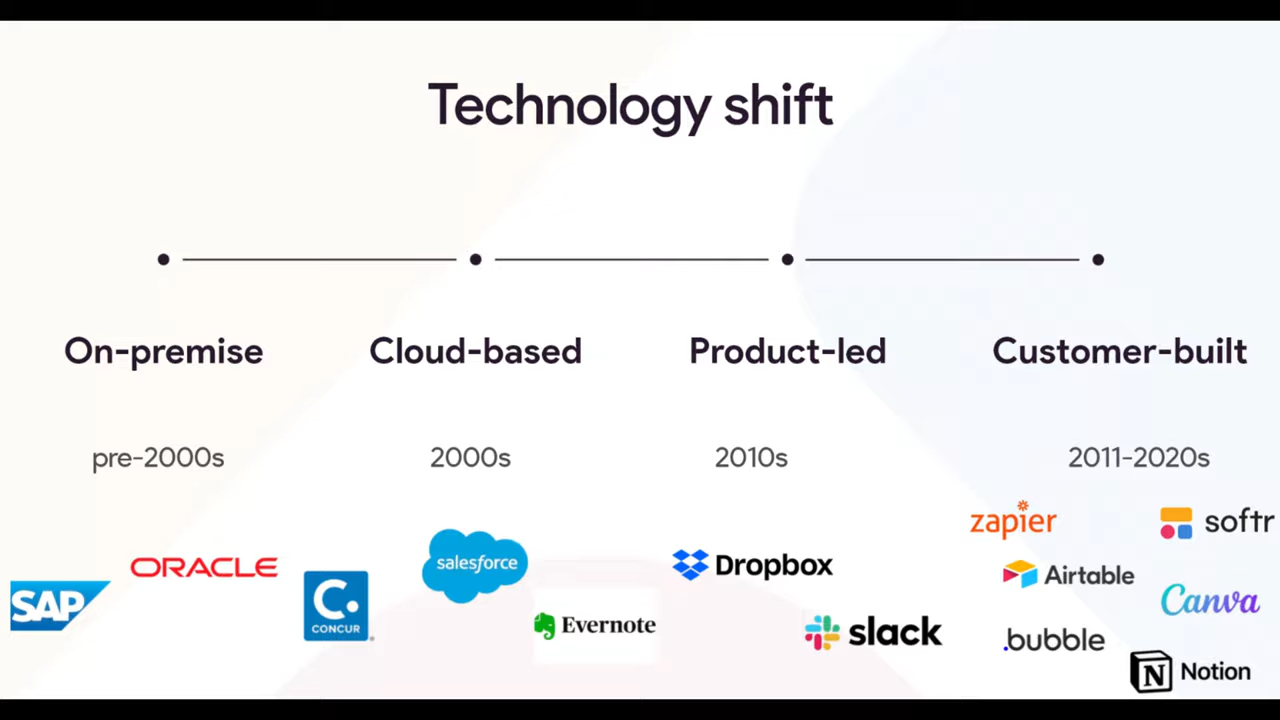 Technology shift
On-premise
Cloud-based
Product-led
Customer-built
pre-2000s
2000s
2010s
2011-2020s
SAP
ORACLE
C.
CONCUR
salesforce
Evernote
Dropbox
slack
zapier
softr
Airtable
Canva
.bubble
N Notion